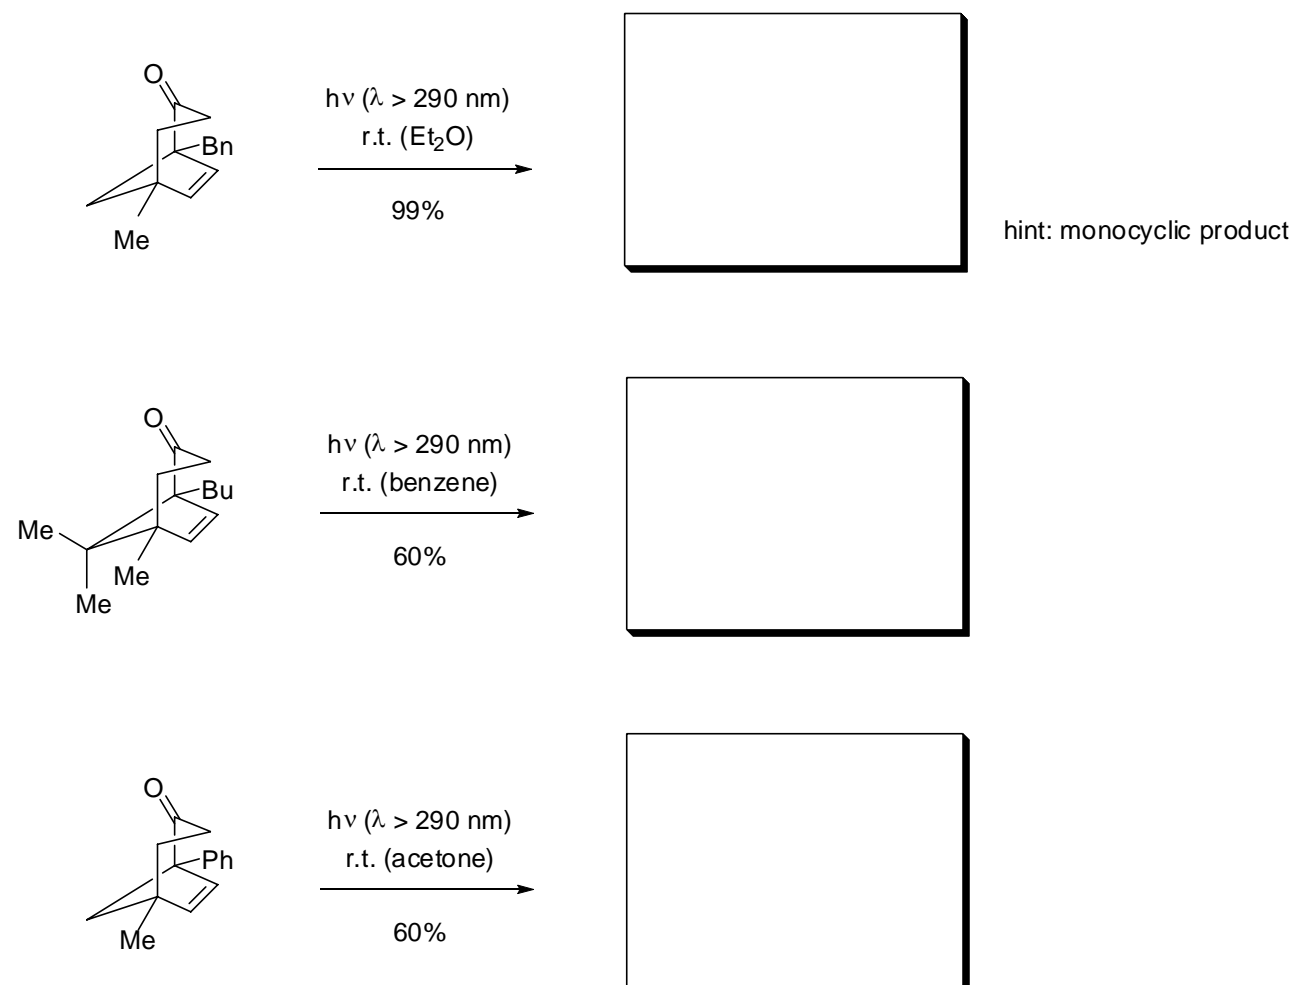 O
Bn
Me
hν (λ > 290 nm)
r.t. (Et2O)
99%
hint: monocyclic product
O
Bu
Me
Me
Me
hν (λ > 290 nm)
r.t. (benzene)
60%
O
Ph
Me
hν (λ > 290 nm)
r.t. (acetone)
60%